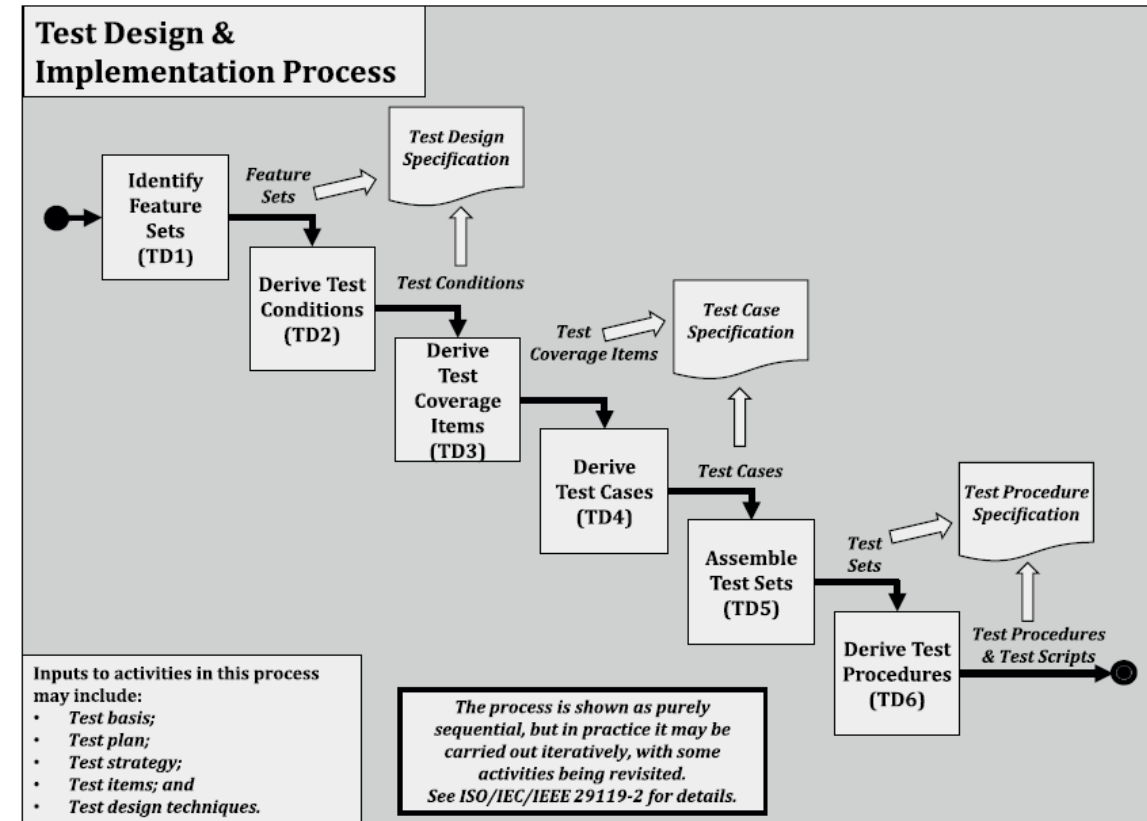 Test Design &
Implementation Process
Test Design
Specification
Identify
Feature
Sets
(TD1)
Feature
Sets
Derive Test
Conditions
(TD2)
Test Conditions
Test Case
Specification
Test
Coverage Items
Derive
Test
Coverage
Items
(TD3)
Derive
Test Cases
(TD4)
Test Cases
Test Procedure
Specification
Assemble
Test Sets
(TD5)
Test
Sets
Derive Test
Procedures
(TD6)
Test Procedures
& Test Scripts
Inputs to activities in this process
may include:
• Test basis;
• Test plan;
• Test strategy;
• Test items; and
• Test design techniques.
The process is shown as purely
sequential, but in practice it may be
carried out iteratively, with some
activities being revisited.
See ISO/IEC/IEEE 29119-2 for details.